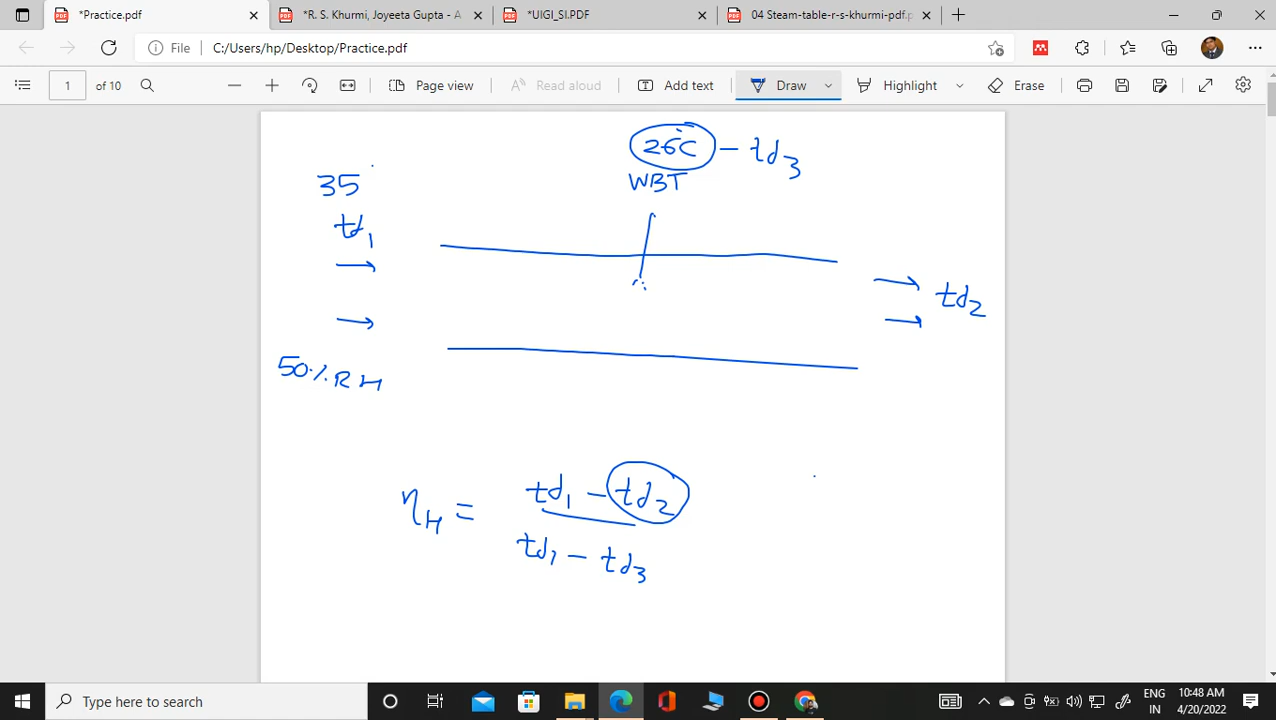 *Practice.pdf
*R. S. Khurmi, Joyeeta Gupta - A
*UIGI_SI.PDF
04 Steam-table-r-s-khurmi-pdf.p
File
C:/Users/hp/Desktop/Practice.pdf
1 of 10
Page view
Read aloud
Add text
Draw
Highlight
Erase
26°C - td3
WBT
35
td1
td2
50% RH
ηH = td1 - td2
td1 - td3
Type here to search
ENG
IN
10:48 AM
4/20/2022